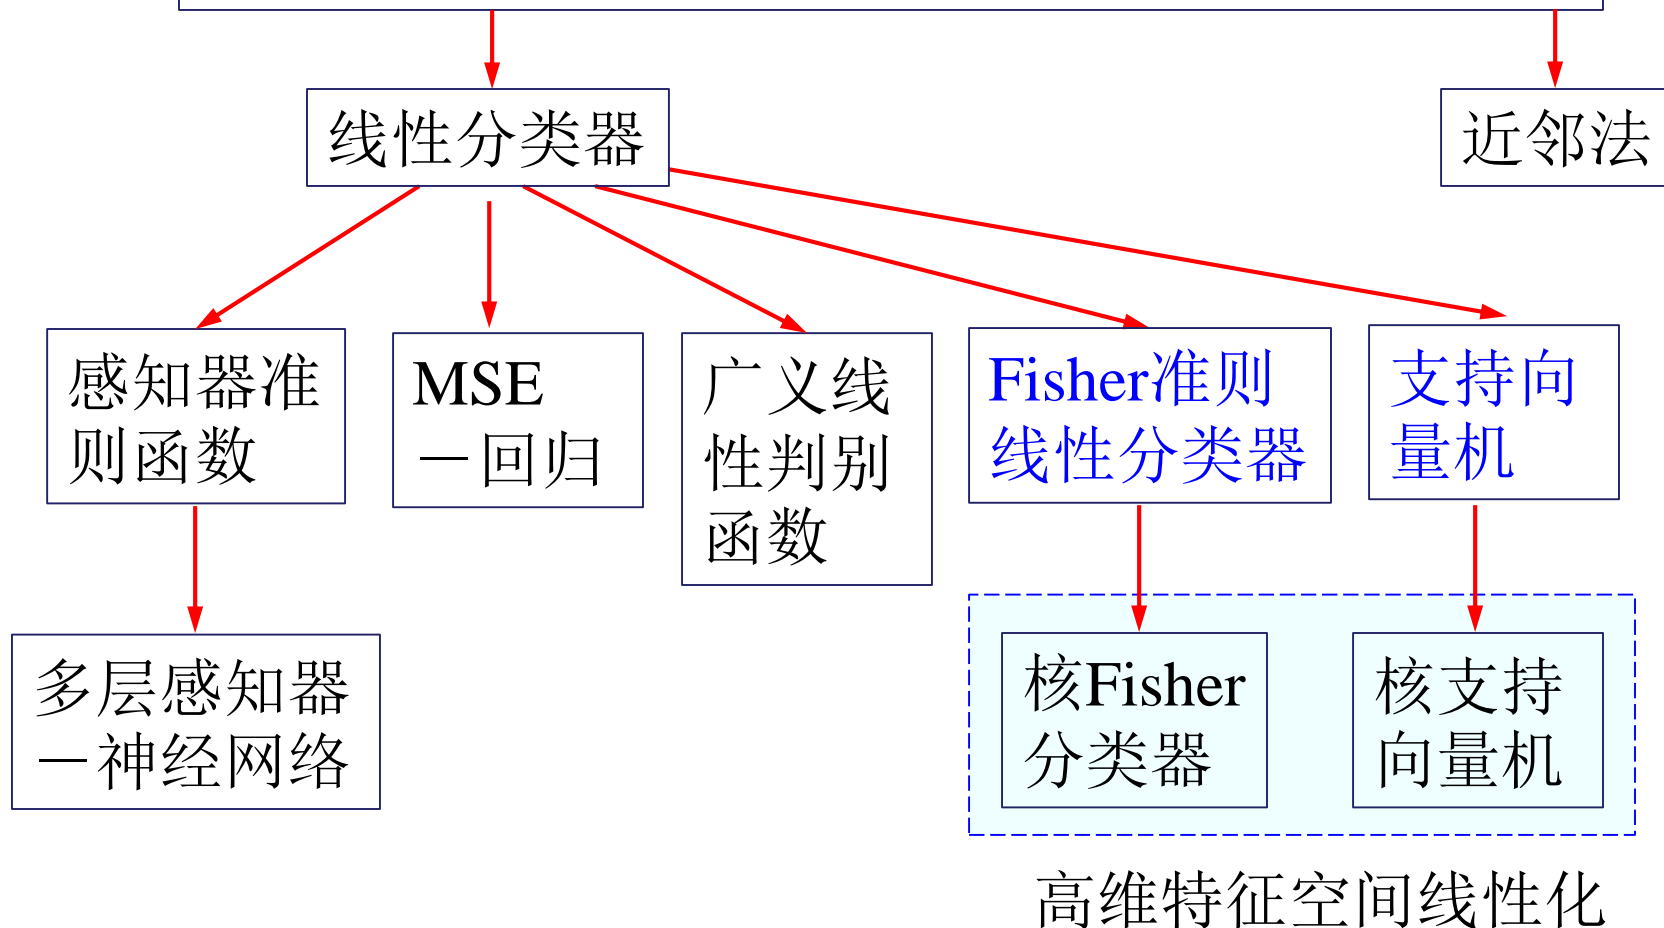 线性分类器
近邻法
感知器准
则函数
MSE
－回归
广义线
性判别
函数
Fisher准则
线性分类器
支持向
量机
多层感知器
－神经网络
核Fisher
分类器
核支持
向量机
高维特征空间线性化